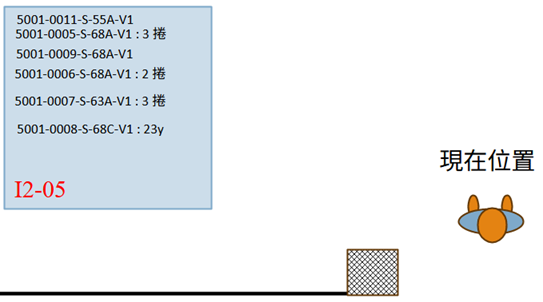 5001-0011-S-55A-V1
5001-0005-S-68A-V1 : 3 捲
5001-0009-S-68A-V1
5001-0006-S-68A-V1 : 2 捲
5001-0007-S-63A-V1 : 3 捲
5001-0008-S-68C-V1 : 23y
I2-05
現在位置